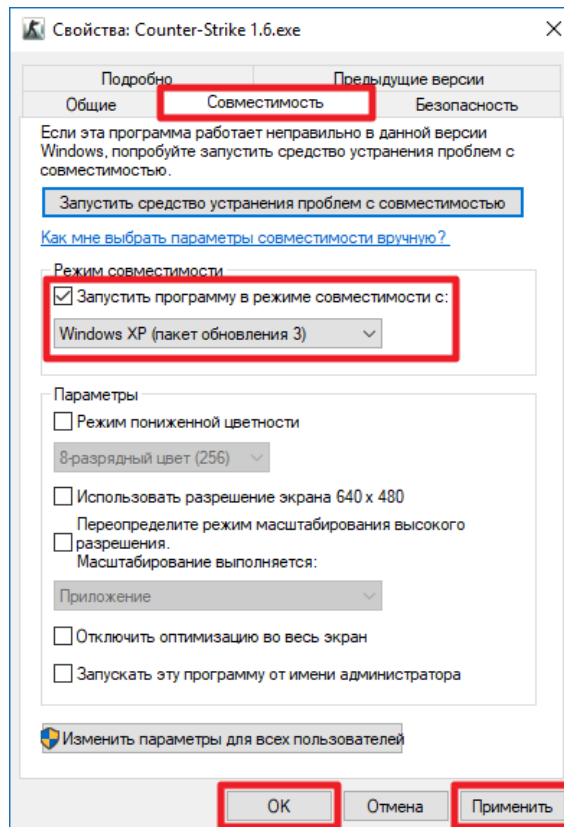 Свойства: Counter-Strike 1.6.exe
Подробно
Предыдущие версии
Общие
Совместимость
Безопасность
Если эта программа работает неправильно в данной версии
Windows, попробуйте запустить средство устранения проблем с
совместимостью.
Запустить средство устранения проблем с совместимостью
Как мне выбрать параметры совместимости вручную?
Режим совместимости
Запустить программу в режиме совместимости с:
Windows XP (пакет обновления 3)
Параметры
Режим пониженной цветности
8-разрядный цвет (256)
Использовать разрешение экрана 640 x 480
Переопределите режим масштабирования высокого
разрешения.
Масштабирование выполняется:
Приложение
Отключить оптимизацию во весь экран
Запускать эту программу от имени администратора
Изменить параметры для всех пользователей
ОК
Отмена
Применить